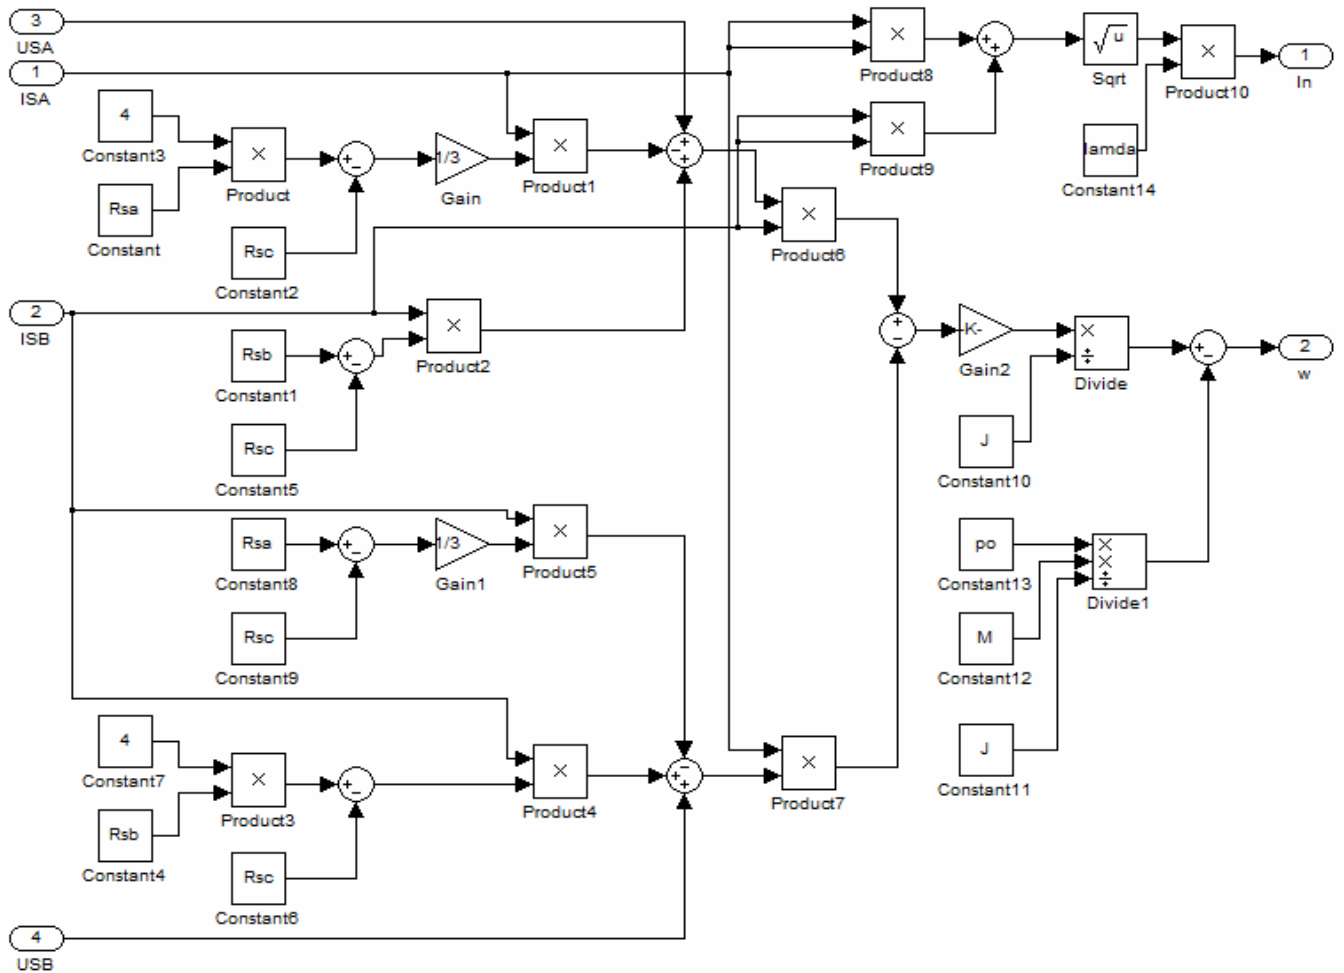 3
USA
1
ISA
4
Constant3
Rsa
Constant
×
Product
+
−
Rsc
Constant2
1/3
Gain
×
Product1
+
−
+
2
ISB
Rsb
Constant1
+
−
Rsc
Constant5
×
Product2
Rsa
Constant8
+
−
Rsc
Constant9
1/3
Gain1
×
Product5
4
Constant7
Rsb
Constant4
×
Product3
+
−
Rsc
Constant6
×
Product4
−
+
+
4
USB
×
Product8
×
Product9
+
+
√u
Sqrt
lamda
Constant14
×
Product10
1
In
×
Product6
×
Product7
+
−
K-
Gain2
J
Constant10
×
÷
Divide
po
Constant13
M
Constant12
J
Constant11
×
×
÷
Divide1
+
−
2
w